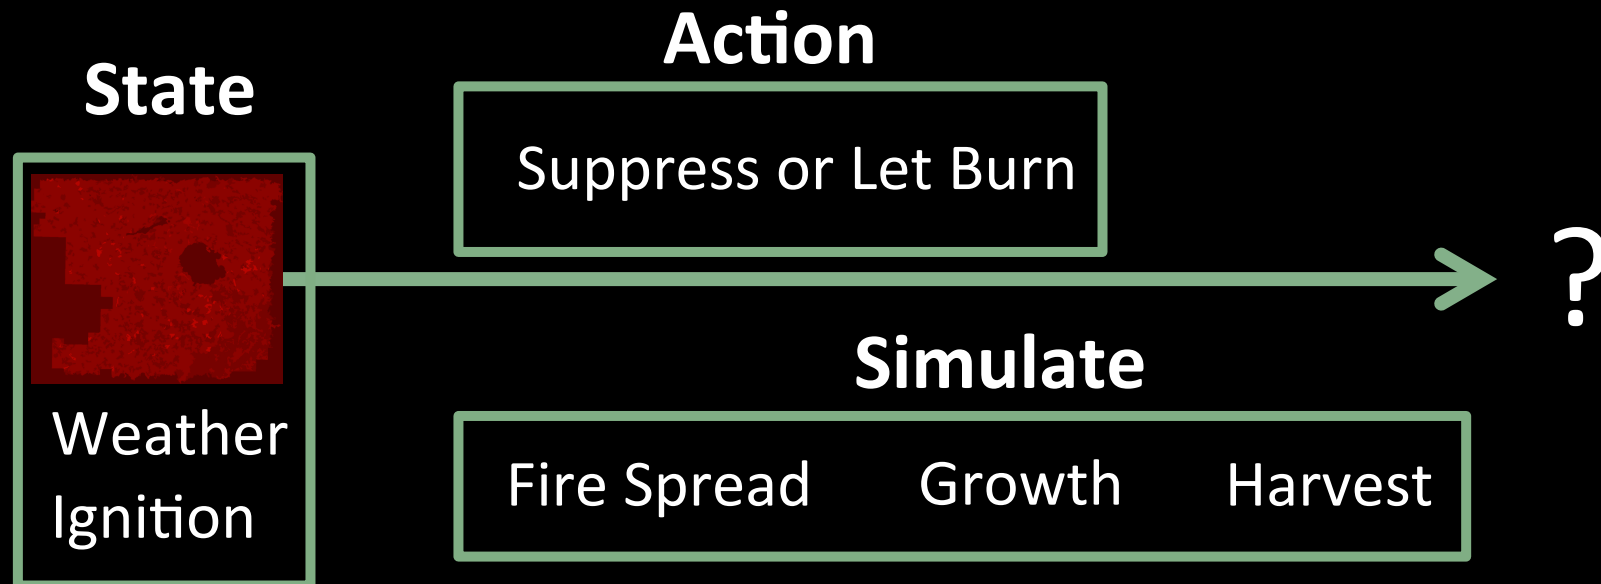 State
Weather
Ignition
Action
Suppress or Let Burn
Simulate
Fire Spread Growth Harvest
?